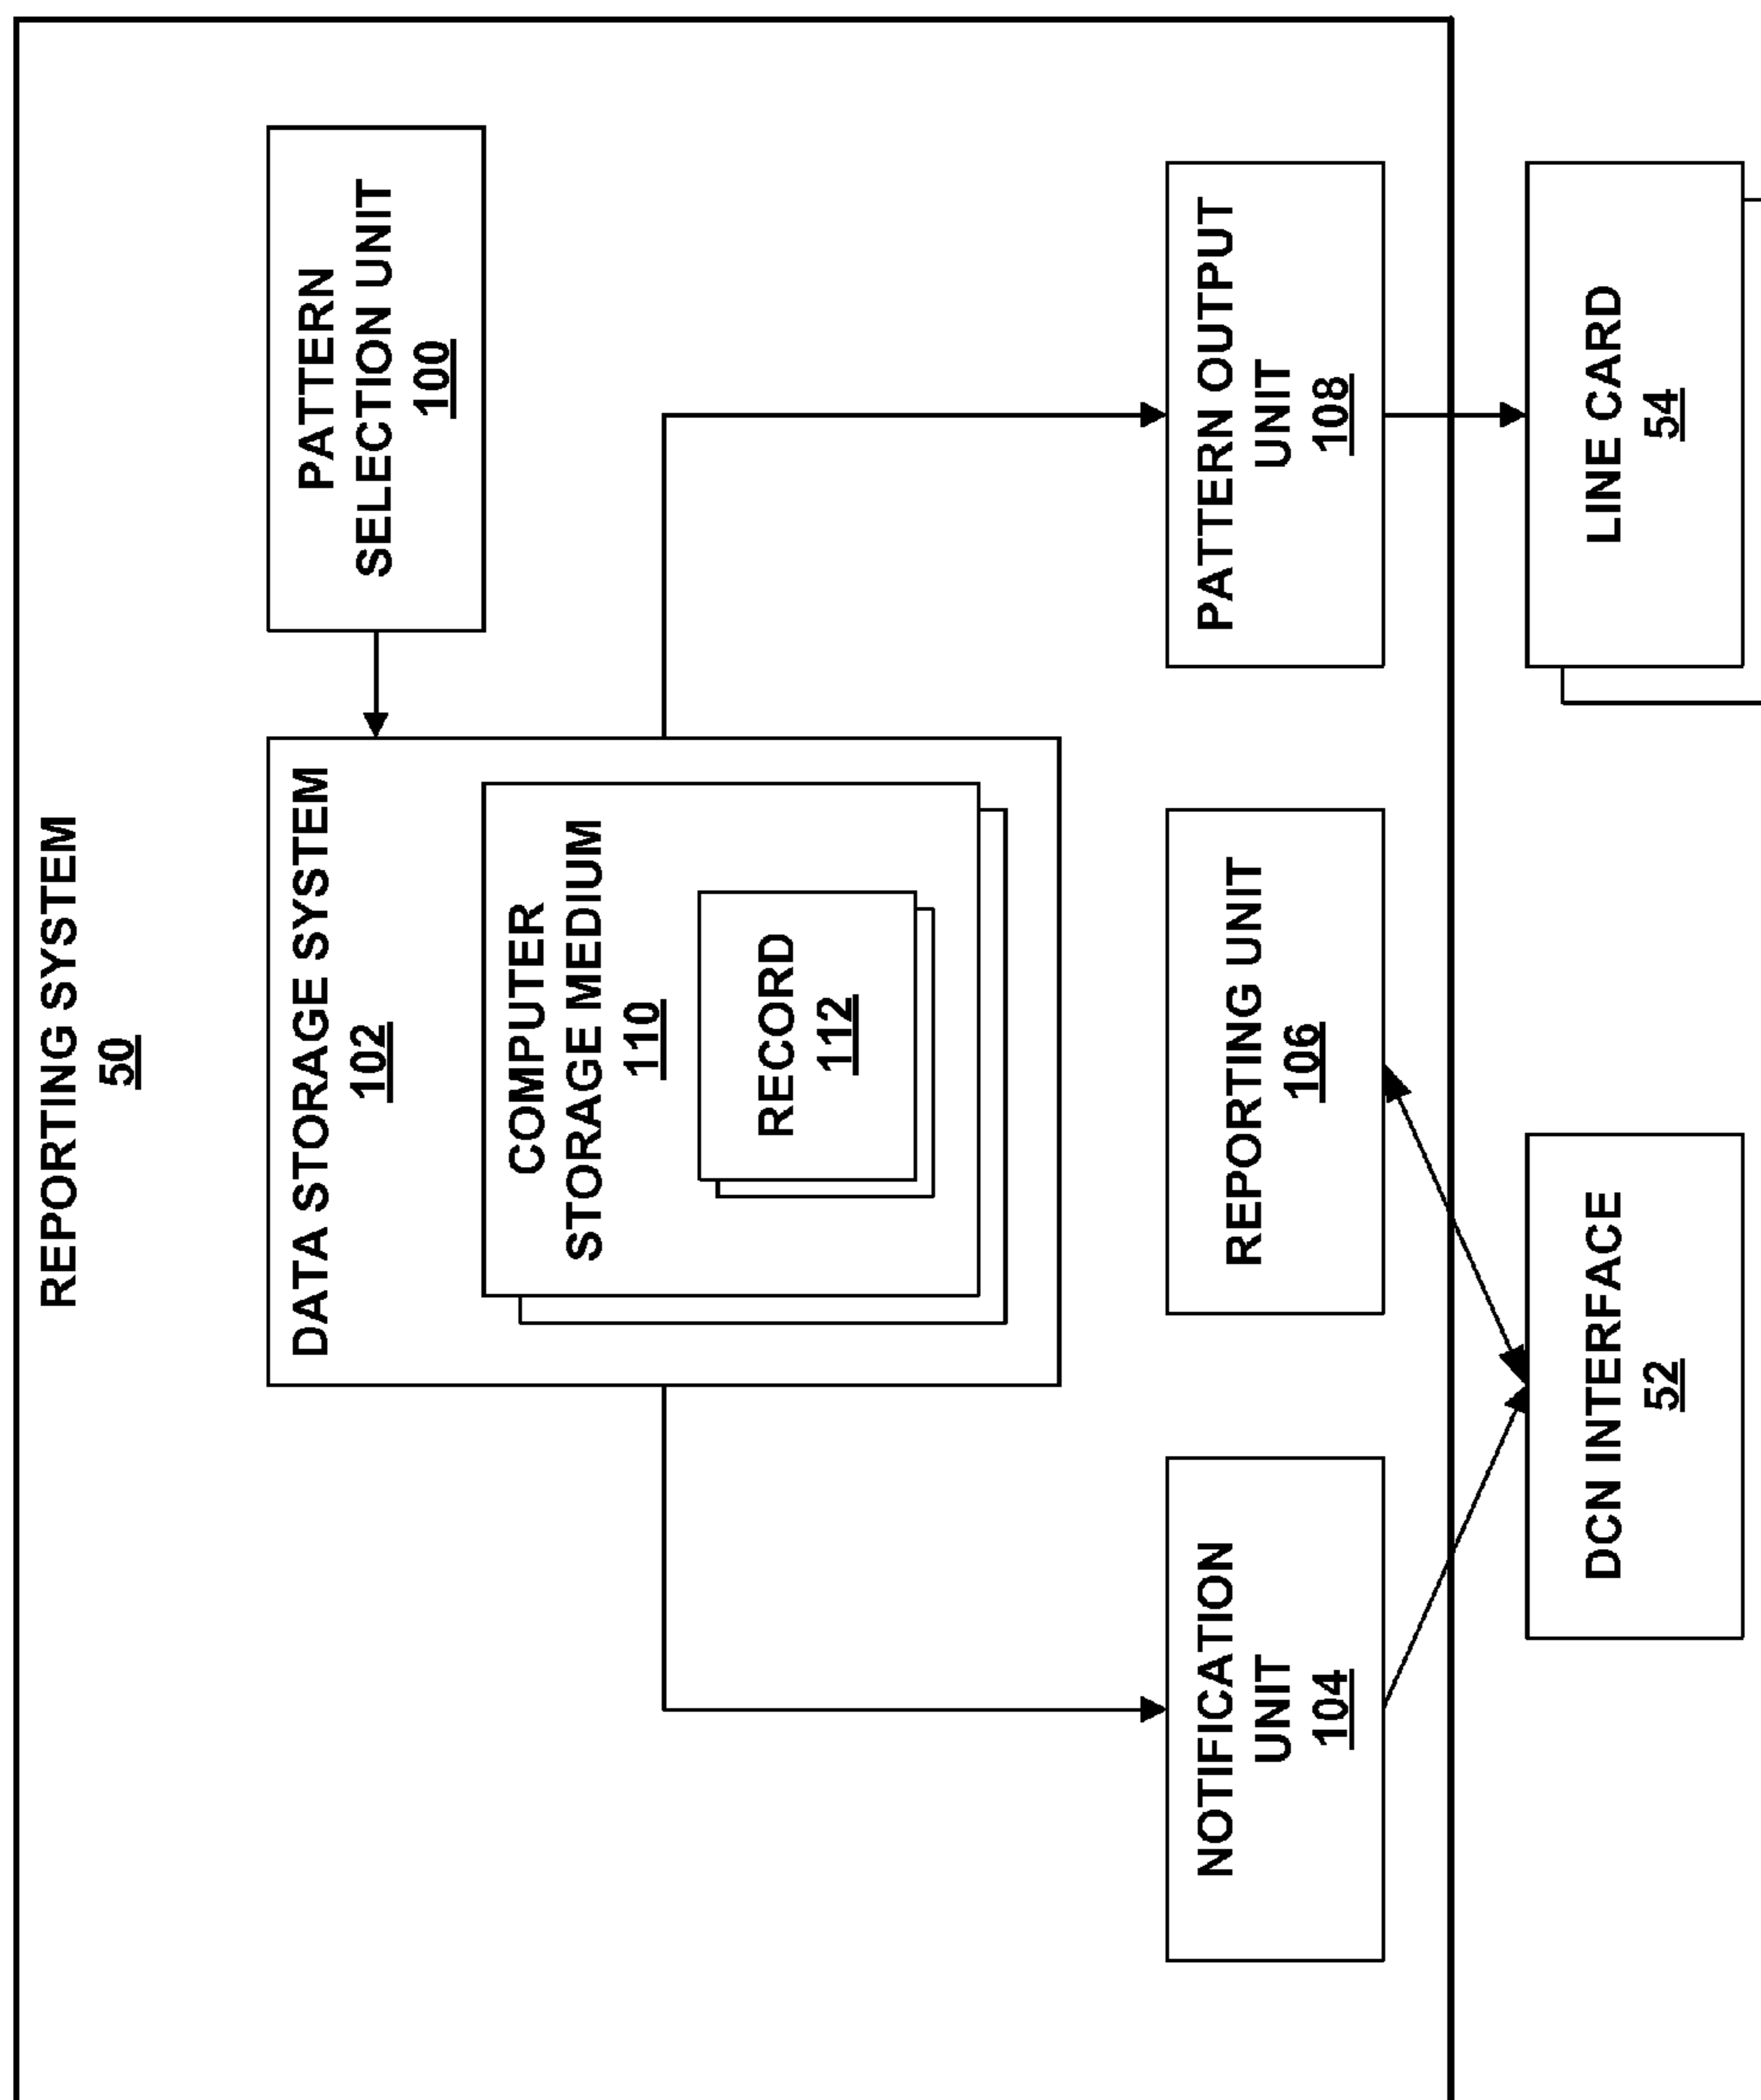 REPORTING SYSTEM
50
PATTERN
SELECTION UNIT
100
DATA STORAGE SYSTEM
102
COMPUTER
STORAGE MEDIUM
110
RECORD
112
NOTIFICATION
UNIT
104
REPORTING UNIT
106
PATTERN OUTPUT
UNIT
108
DCN INTERFACE
52
LINE CARD
54